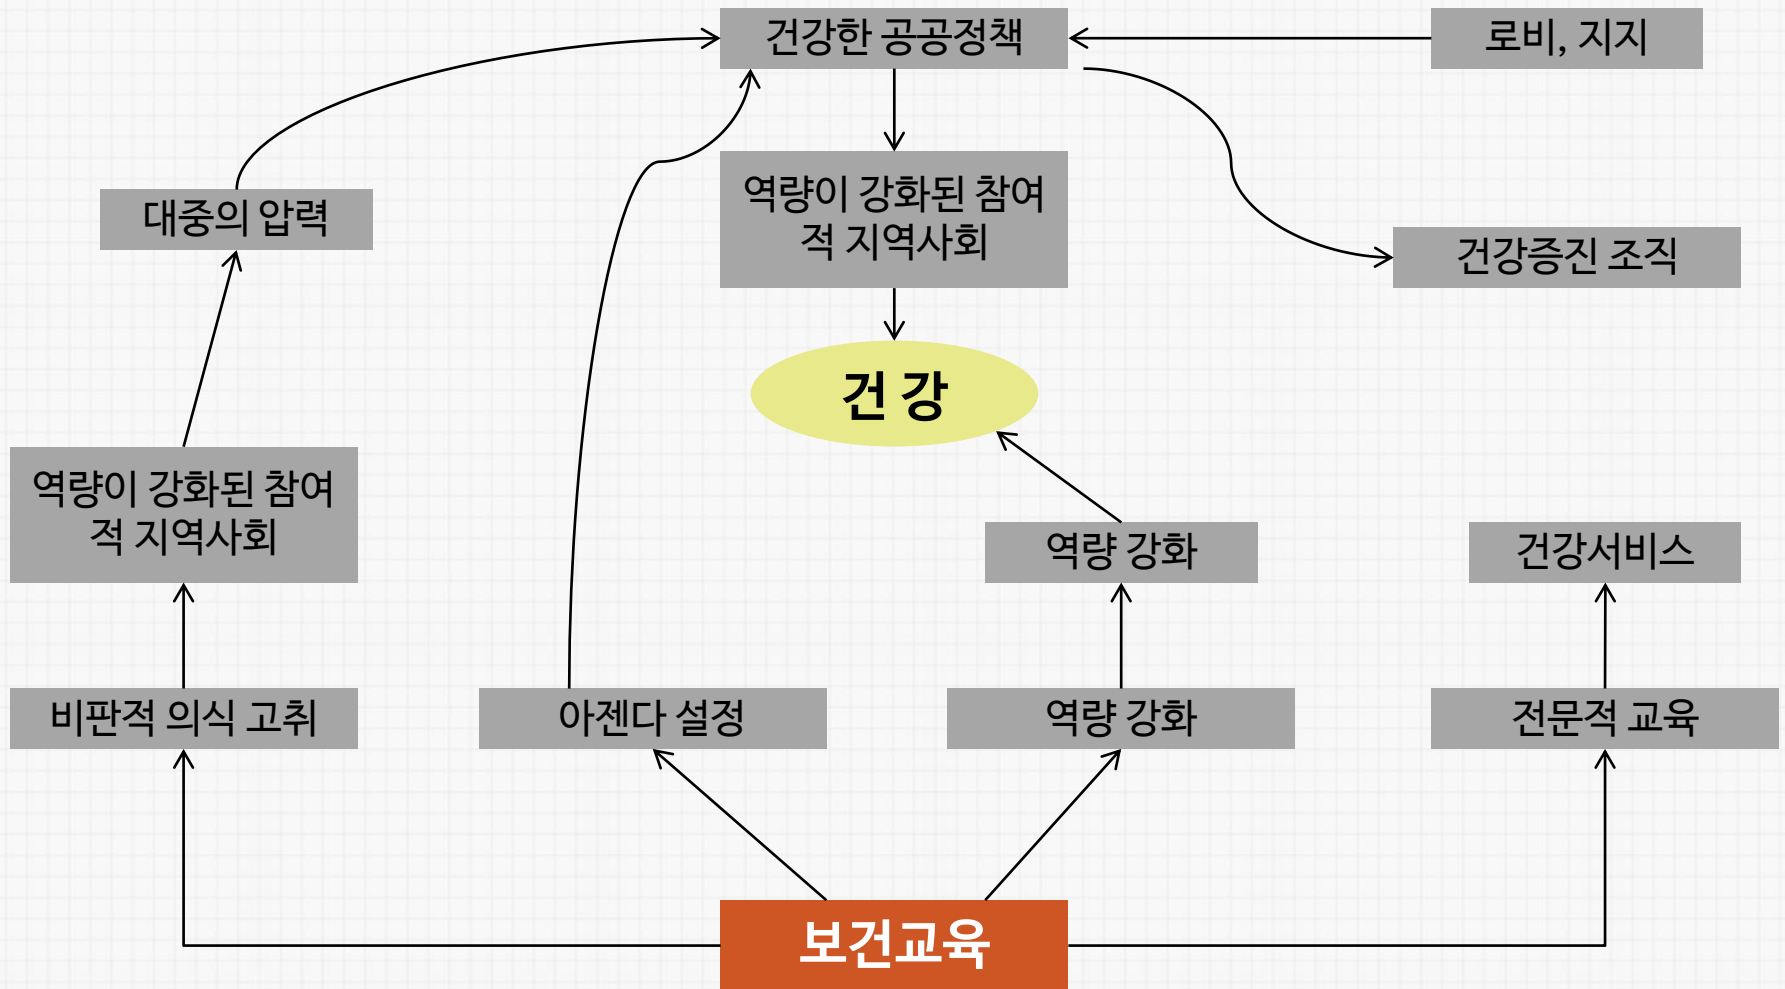 건강한 공공정책
로비, 지지
대중의 압력
역량이 강화된 참여
적 지역사회
건강증진 조직
건 강
역량이 강화된 참여
적 지역사회
역량 강화
건강서비스
비판적 의식 고취
아젠다 설정
역량 강화
전문적 교육
보건교육